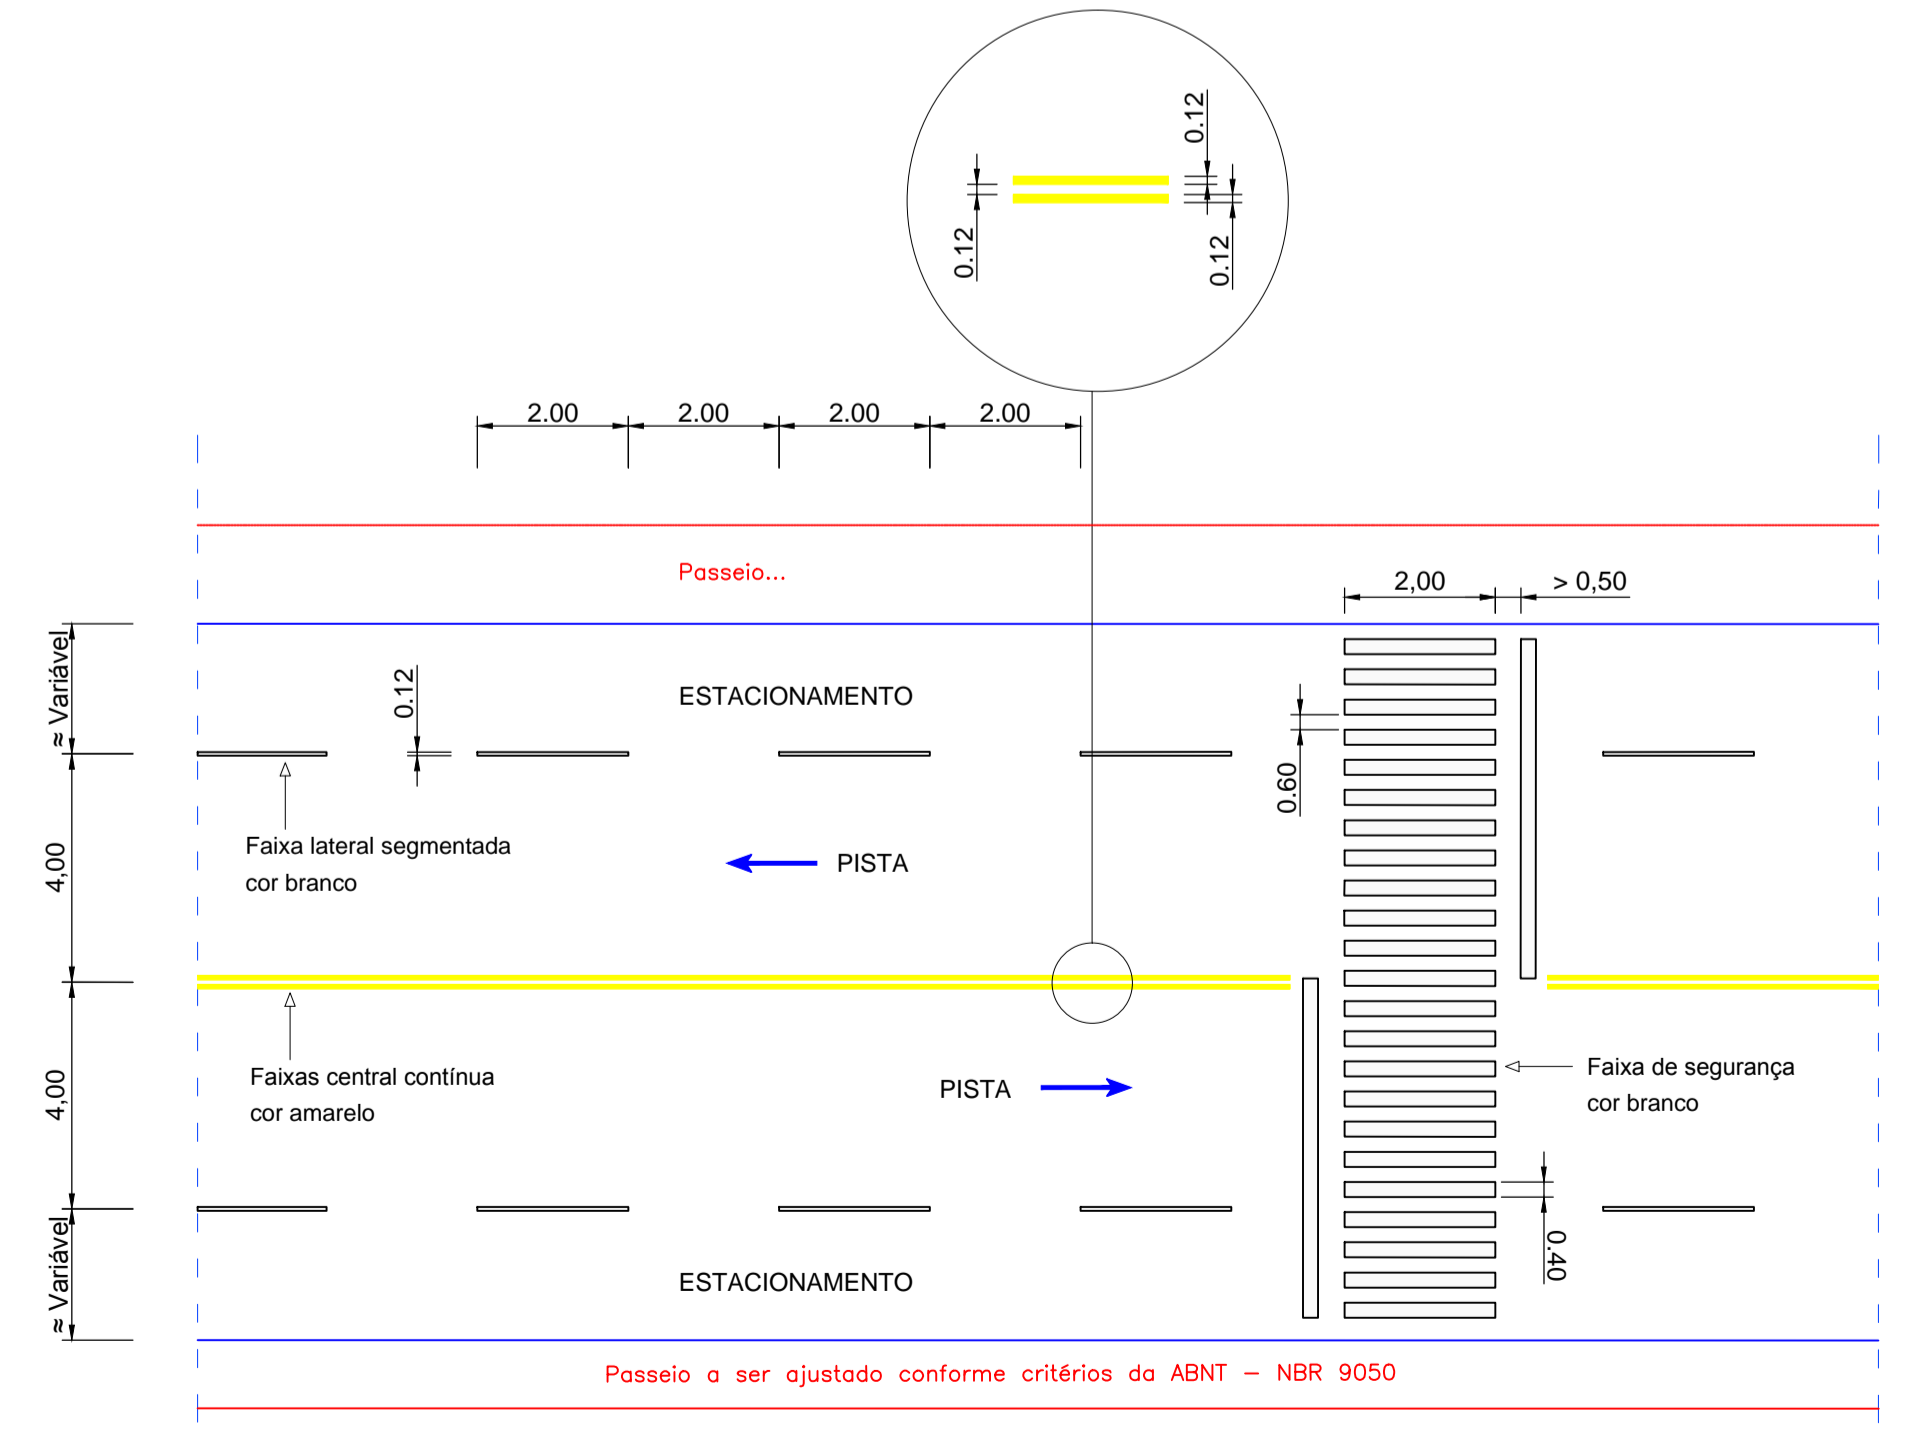 0.12
0.12
0.12
2.00
2.00
2.00
2.00
Passeio...
2,00
> 0,50
≈ Variável
0.12
ESTACIONAMENTO
0.60
Faixa lateral segmentada
cor branco
4,00
PISTA
Faixas central contínua
cor amarelo
4,00
PISTA
Faixa de segurança
cor branco
0.40
≈ Variável
ESTACIONAMENTO
Passeio a ser ajustado conforme critérios da ABNT – NBR 9050